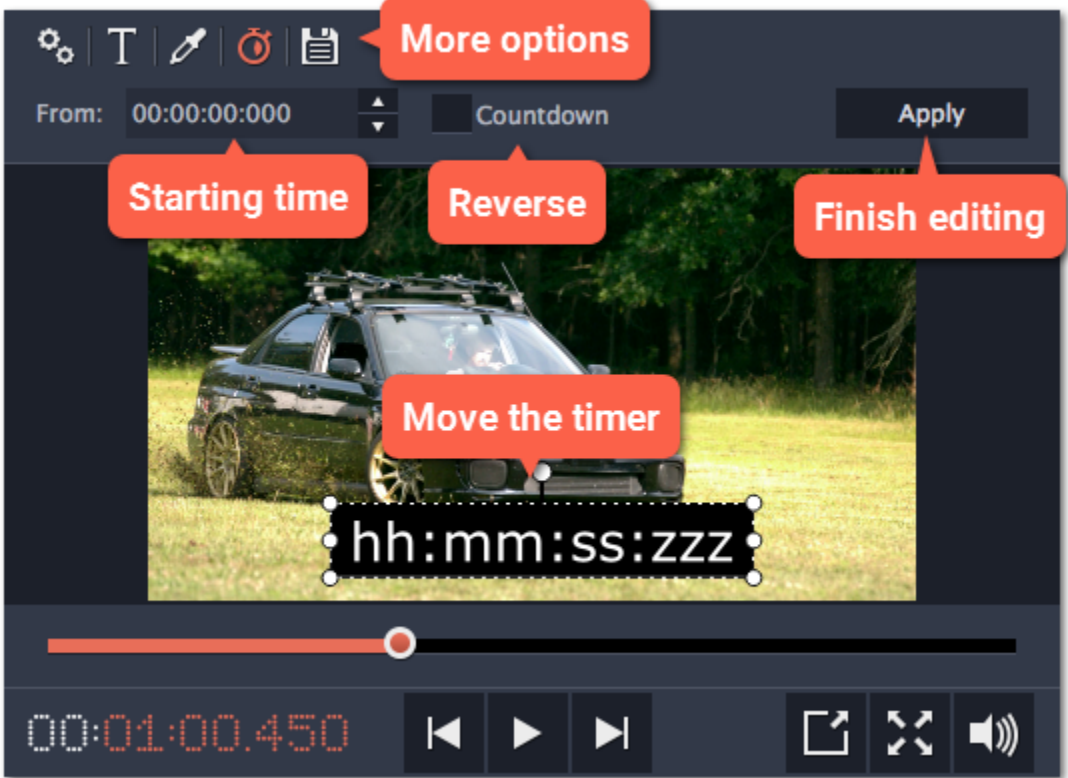 T
More options
From: 00:00:00:000 Countdown Apply
Starting time
Reverse
Finish editing
Move the timer
hh:mm:ss:zzz
00:01:00.450